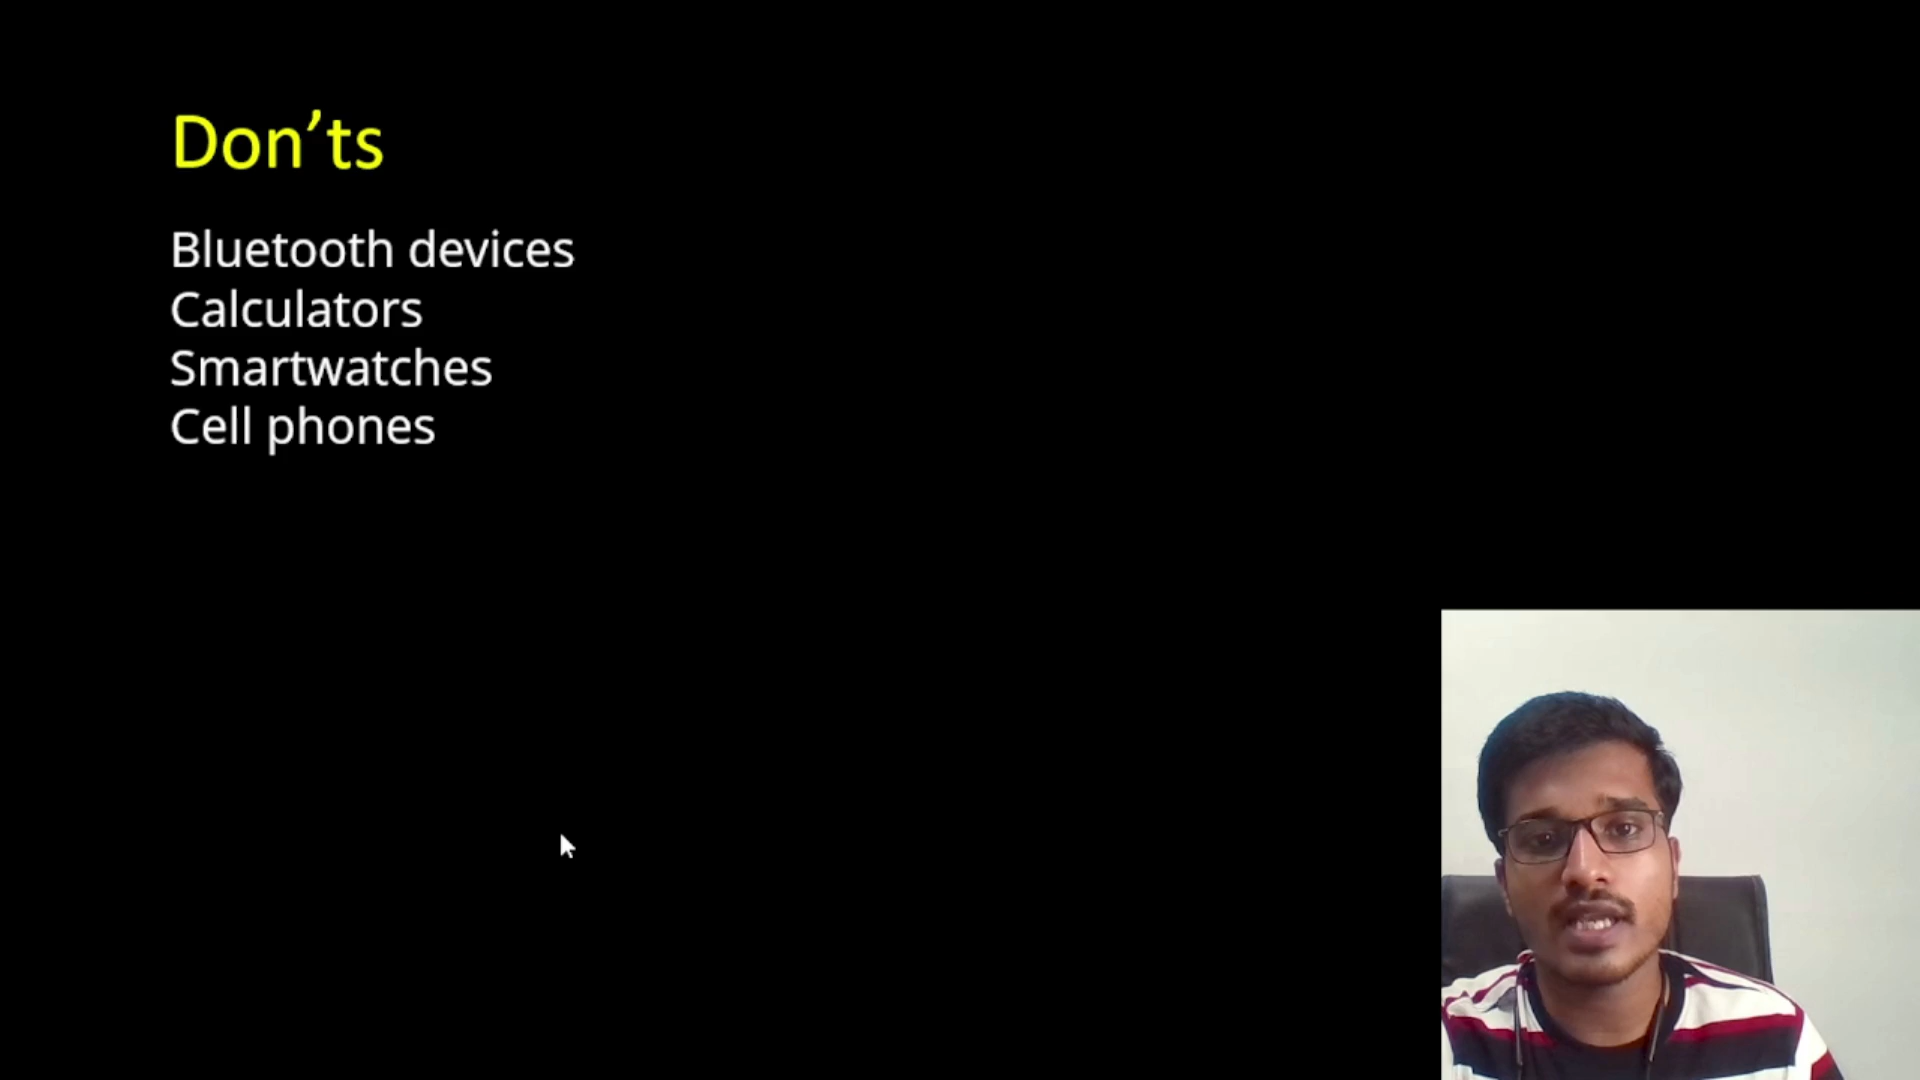 Don’ts
Bluetooth devices
Calculators
Smartwatches
Cell phones